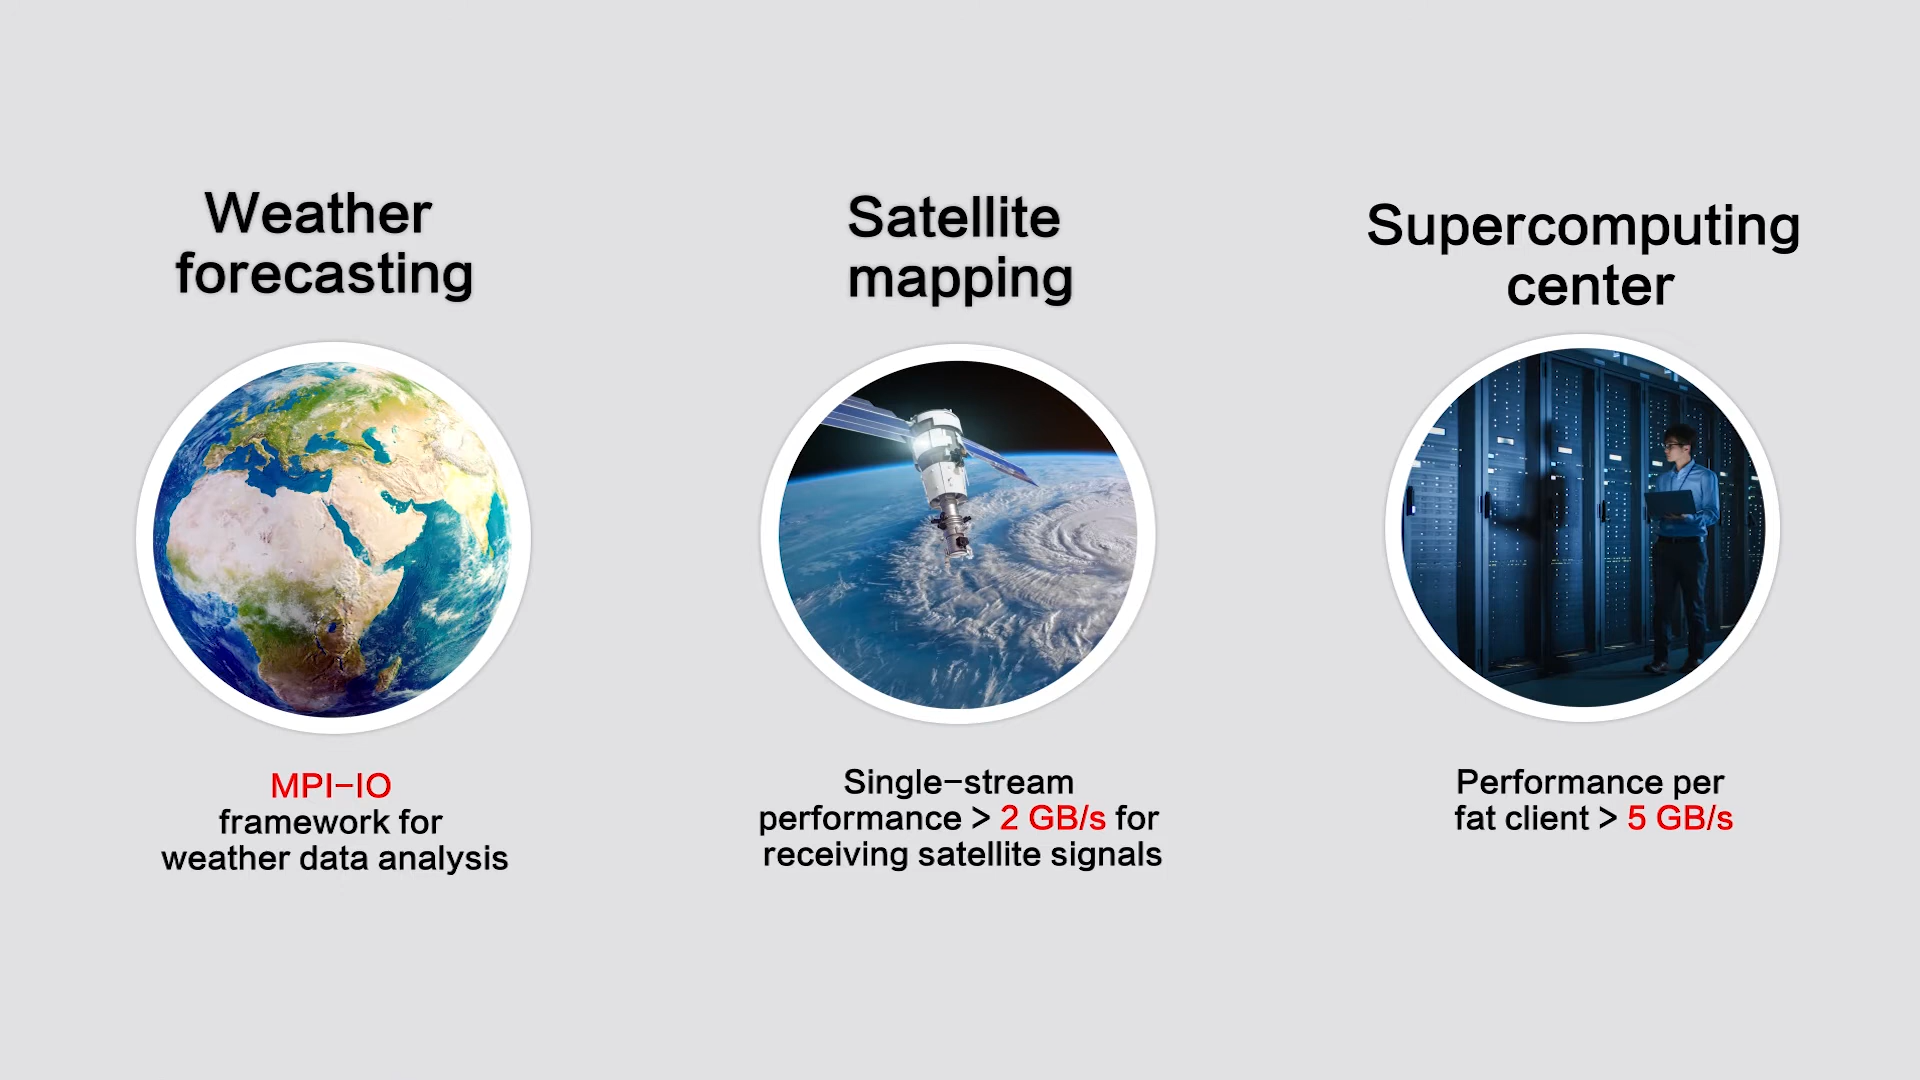 Weather
forecasting
MPI-IO
framework for
weather data analysis
Satellite
mapping
Single-stream
performance > 2 GB/s for
receiving satellite signals
Supercomputing
center
Performance per
fat client > 5 GB/s